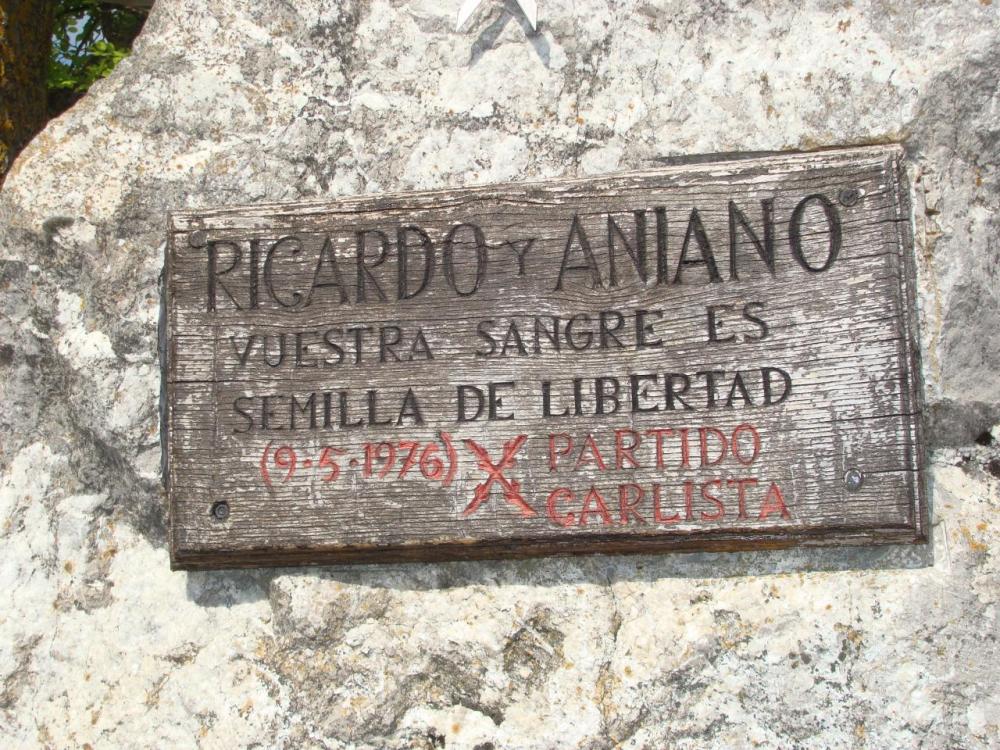 RICARDO Y ANIANO
VUESTRA SANGRE ES
SEMILLA DE LIBERTAD
(9·5·1976) PARTIDO
CARLISTA